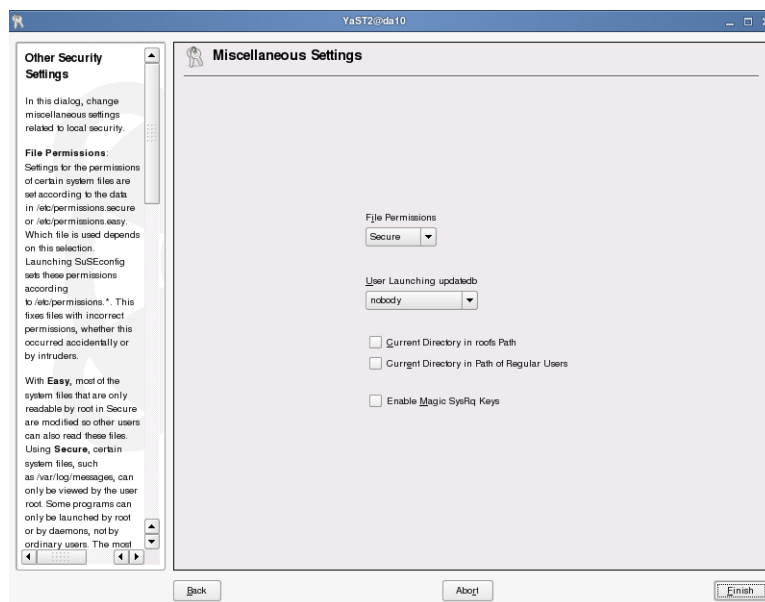 YaST2@da10
Other Security
Settings
In this dialog, change
miscellaneous settings
related to local security.
File Permissions:
Settings for the permissions
of certain system files are
set according to the data
in /etc/permissions.secure
or /etc/permissions.easy.
Which file is used depends
on this selection.
Launching SuSEconfig
sets these permissions
according
to /etc/permissions.*. This
fixes files with incorrect
permissions, whether this
occurred accidentally or
by intruders.
With Easy, most of the
system files that are only
readable by root in Secure
are modified so other users
can also read these files.
Using Secure, certain
system files, such
as /var/log/messages, can
only be viewed by the user
root. Some programs can
only be launched by root
or by daemons, not by
ordinary users. The most
Miscellaneous Settings
File Permissions
Secure
User Launching updatedb
nobody
Current Directory in root's Path
Current Directory in Path of Regular Users
Enable Magic SysRq Keys
Back
Abort
Finish